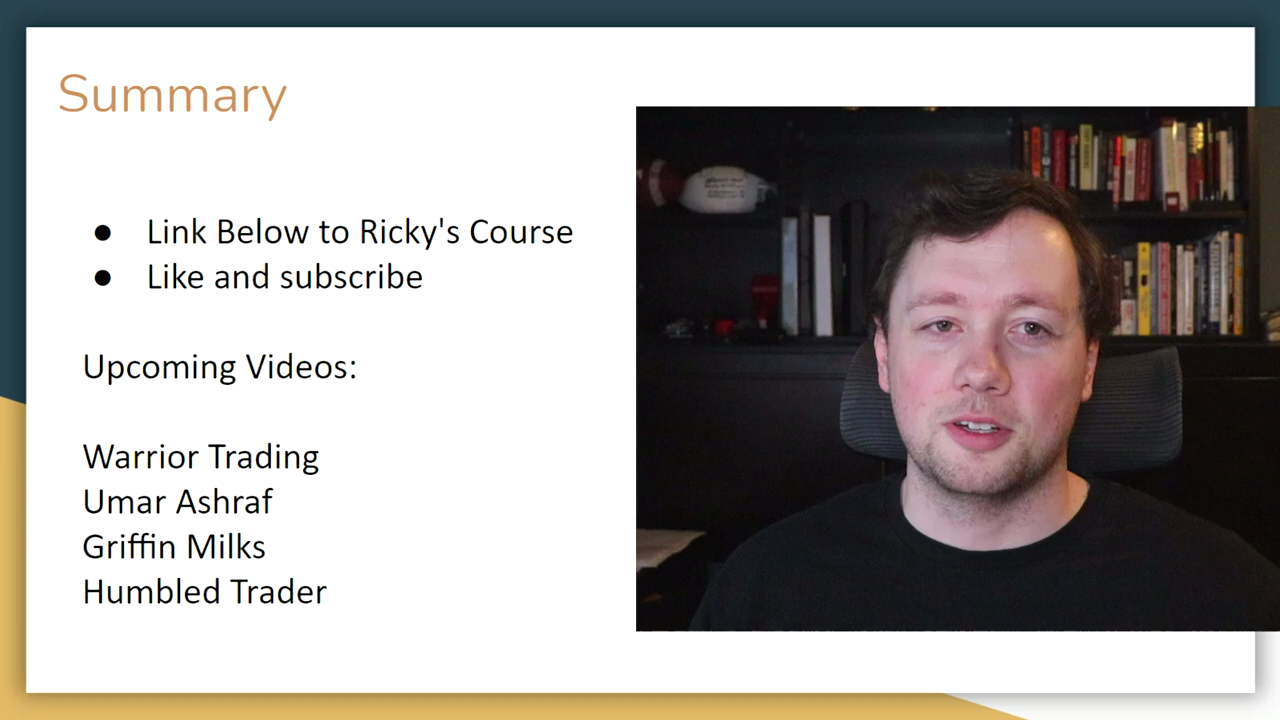 Summary
● Link Below to Ricky's Course
● Like and subscribe
Upcoming Videos:
Warrior Trading
Umar Ashraf
Griffin Milks
Humbled Trader